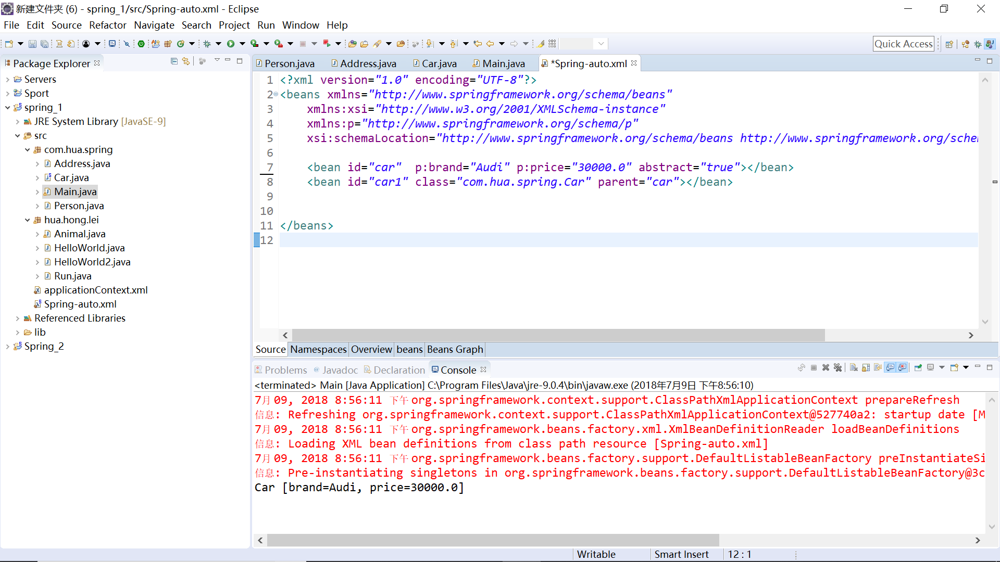 新建文件夹 (6) - spring_1/src/Spring-auto.xml - Eclipse
File Edit Source Refactor Navigate Search Project Run Window Help
Quick Access
Package Explorer
Servers
Sport
spring_1
JRE System Library [JavaSE-9]
src
com.hua.spring
Address.java
Car.java
Main.java
Person.java
hua.hong.lei
Animal.java
HelloWorld.java
HelloWorld2.java
Run.java
applicationContext.xml
Spring-auto.xml
Referenced Libraries
lib
Spring_2
Person.java Address.java Car.java Main.java *Spring-auto.xml
1 <?xml version="1.0" encoding="UTF-8"?>
2 <beans xmlns="http://www.springframework.org/schema/beans"
3 xmlns:xsi="http://www.w3.org/2001/XMLSchema-instance"
4 xmlns:p="http://www.springframework.org/schema/p"
5 xsi:schemaLocation="http://www.springframework.org/schema/beans http://www.springframework.org/sche
6
7 <bean id="car"  p:brand="Audi" p:price="30000.0" abstract="true"></bean>
8 <bean id="car1" class="com.hua.spring.Car" parent="car"></bean>
9
10
11 </beans>
12
Source Namespaces Overview beans Beans Graph
Problems @ Javadoc Declaration Console
<terminated> Main [Java Application] C:\Program Files\Java\jre-9.0.4\bin\javaw.exe (2018年7月9日 下午8:56:10)
7月 09, 2018 8:56:11 下午 org.springframework.context.support.ClassPathXmlApplicationContext prepareRefresh
信息: Refreshing org.springframework.context.support.ClassPathXmlApplicationContext@527740a2: startup date [M
7月 09, 2018 8:56:11 下午 org.springframework.beans.factory.xml.XmlBeanDefinitionReader loadBeanDefinitions
信息: Loading XML bean definitions from class path resource [Spring-auto.xml]
7月 09, 2018 8:56:11 下午 org.springframework.beans.factory.support.DefaultListableBeanFactory preInstantiateSi
信息: Pre-instantiating singletons in org.springframework.beans.factory.support.DefaultListableBeanFactory@3c
Car [brand=Audi, price=30000.0]
Writable Smart Insert 12 : 1